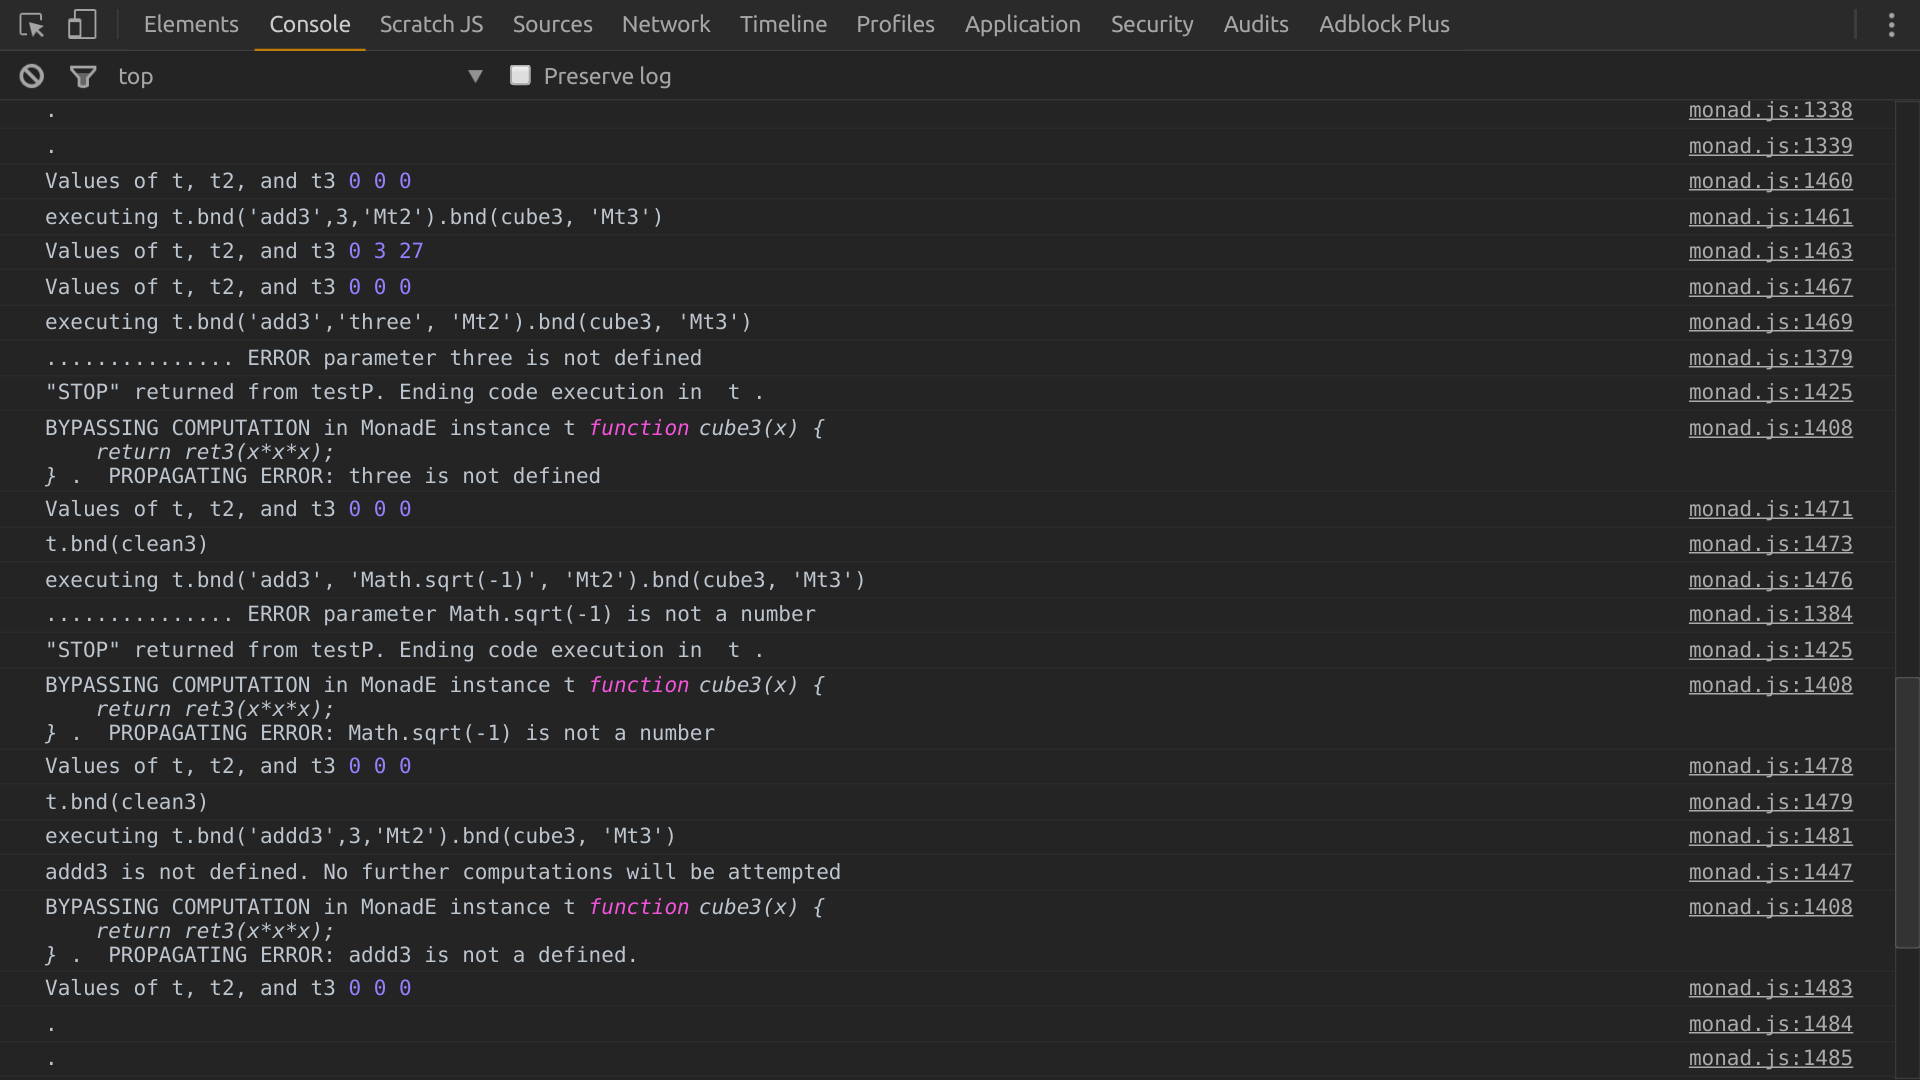 Elements Console Scratch JS Sources Network Timeline Profiles Application Security Audits Adblock Plus
top ▼ Preserve log
. monad.js:1338
. monad.js:1339
Values of t, t2, and t3 0 0 0 monad.js:1460
executing t.bnd('add3',3,'Mt2').bnd(cube3, 'Mt3') monad.js:1461
Values of t, t2, and t3 0 3 27 monad.js:1463
Values of t, t2, and t3 0 0 0 monad.js:1467
executing t.bnd('add3','three', 'Mt2').bnd(cube3, 'Mt3') monad.js:1469
............... ERROR parameter three is not defined monad.js:1379
"STOP" returned from testP. Ending code execution in  t . monad.js:1425
BYPASSING COMPUTATION in MonadE instance t function cube3(x) { monad.js:1408
    return ret3(x*x*x);
} .  PROPAGATING ERROR: three is not defined
Values of t, t2, and t3 0 0 0 monad.js:1471
t.bnd(clean3) monad.js:1473
executing t.bnd('add3', 'Math.sqrt(-1)', 'Mt2').bnd(cube3, 'Mt3') monad.js:1476
............... ERROR parameter Math.sqrt(-1) is not a number monad.js:1384
"STOP" returned from testP. Ending code execution in  t . monad.js:1425
BYPASSING COMPUTATION in MonadE instance t function cube3(x) { monad.js:1408
    return ret3(x*x*x);
} .  PROPAGATING ERROR: Math.sqrt(-1) is not a number
Values of t, t2, and t3 0 0 0 monad.js:1478
t.bnd(clean3) monad.js:1479
executing t.bnd('addd3',3,'Mt2').bnd(cube3, 'Mt3') monad.js:1481
addd3 is not defined. No further computations will be attempted monad.js:1447
BYPASSING COMPUTATION in MonadE instance t function cube3(x) { monad.js:1408
    return ret3(x*x*x);
} .  PROPAGATING ERROR: addd3 is not a defined.
Values of t, t2, and t3 0 0 0 monad.js:1483
. monad.js:1484
. monad.js:1485